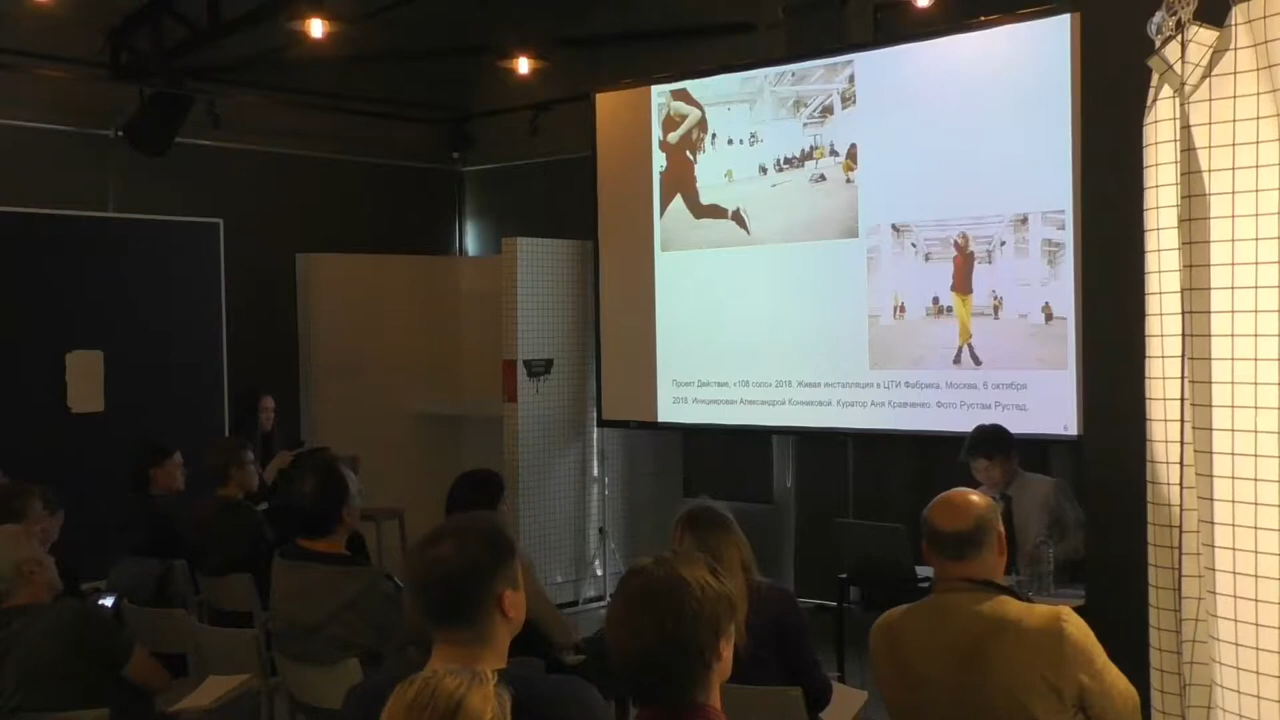 Проект Действие, «108 соло» 2018. Живая инсталляция в ЦТИ Фабрика, Москва, 6 октября
2018. Инициирован Александрой Конниковой. Куратор Аня Кравченко. Фото Рустам Рустед.
6